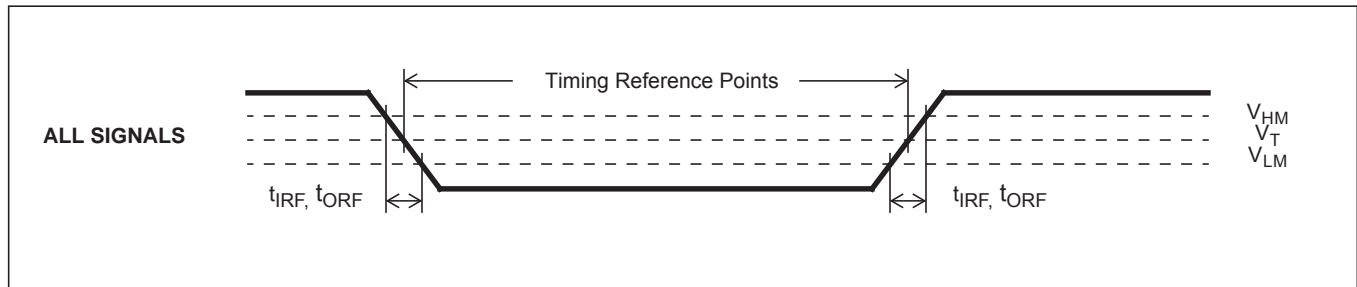 Timing Reference Points
ALL SIGNALS
V_HM
V_T
V_LM
t_IRF, t_ORF
t_IRF, t_ORF